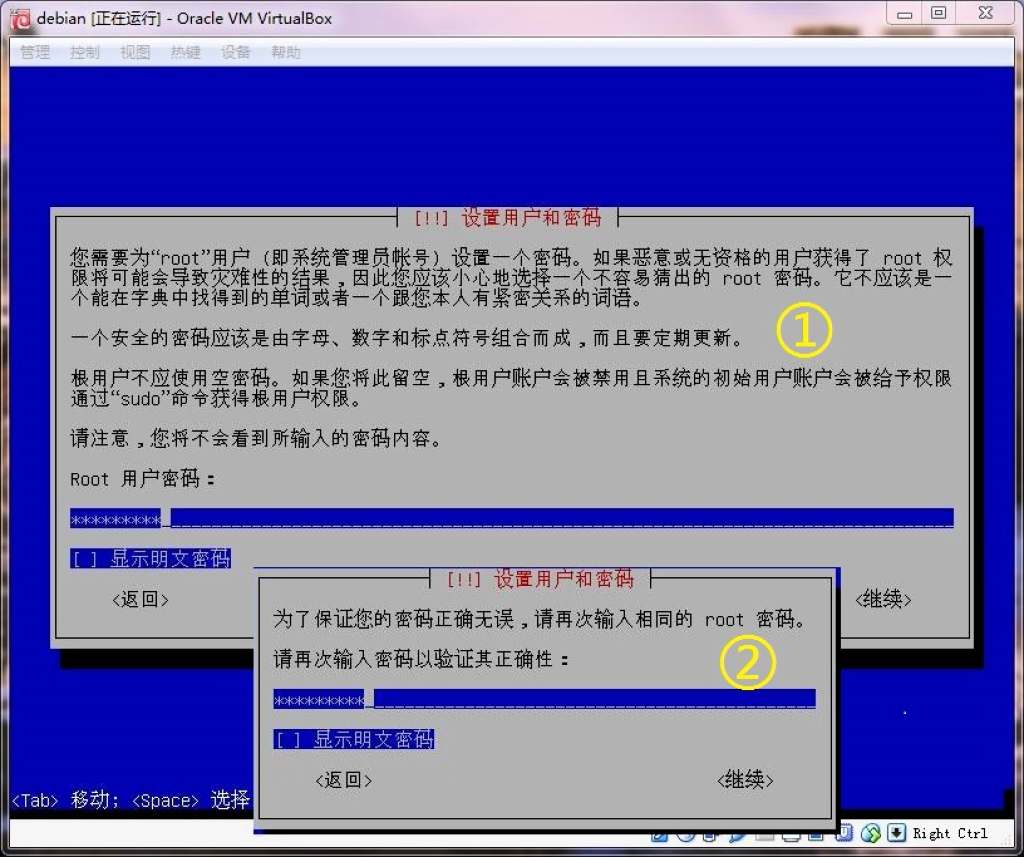 debian [正在运行] - Oracle VM VirtualBox
管理 控制 视图 热键 设备 帮助
[!!] 设置用户和密码
您需要为“root”用户 (即系统管理员帐号) 设置一个密码。如果恶意或无资格的用户获得了 root 权
限将可能会导致灾难性的结果，因此您应该小心地选择一个不容易猜出的 root 密码。它不应该是一
个能在字典中找得到的单词或者一个跟您本人有紧密关系的词语。
一个安全的密码应该是由字母、数字和标点符号组合而成，而且要定期更新。
①
根用户不应使用空密码。如果您将此留空，根用户账户会被禁用且系统的初始用户账户会被给予权限
通过“sudo”命令获得根用户权限。
请注意，您将不会看到所输入的密码内容。
Root 用户密码：
*********
[ ] 显示明文密码
<返回> <继续>
[!!] 设置用户和密码
为了保证您的密码正确无误，请再次输入相同的 root 密码。
请再次输入密码以验证其正确性：
②
*********
[ ] 显示明文密码
<返回> <继续>
<Tab> 移动; <Space> 选择
Right Ctrl